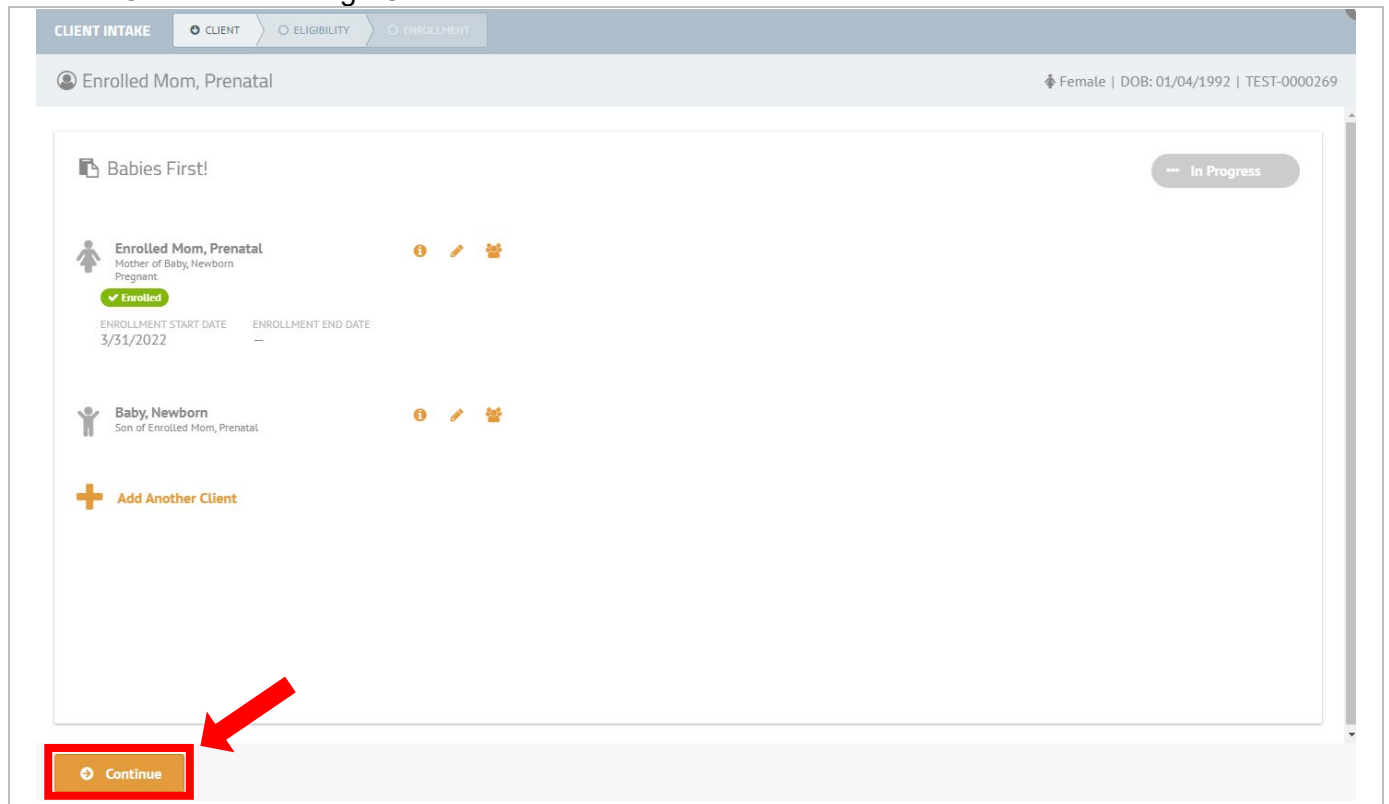 CLIENT INTAKE CLIENT ELIGIBILITY ENROLLMENT
Enrolled Mom, Prenatal Female | DOB: 01/04/1992 | TEST-0000269
Babies First! In Progress
Enrolled Mom, Prenatal
Mother of Baby, Newborn
Pregnant
Enrolled
ENROLLMENT START DATE ENROLLMENT END DATE
3/31/2022 —
Baby, Newborn
Son of Enrolled Mom, Prenatal
Add Another Client
Continue